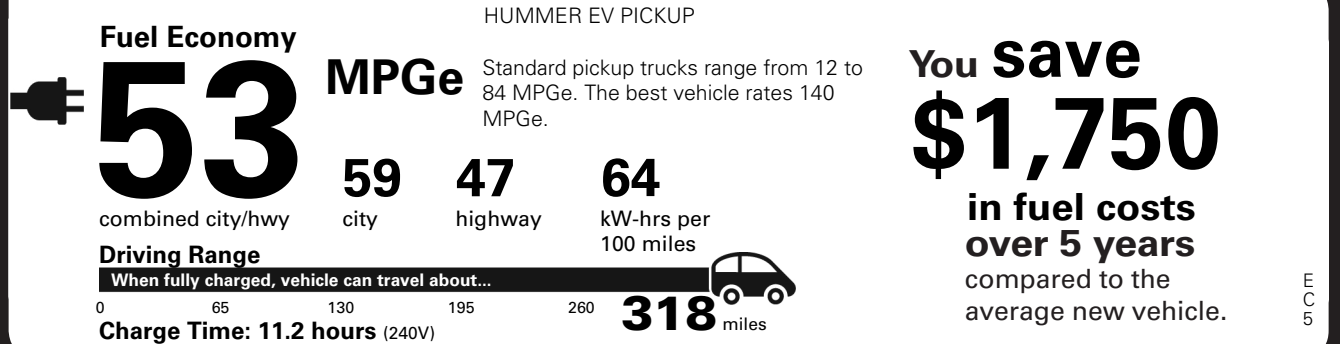 HUMMER EV PICKUP
Fuel Economy
53
MPGe
Standard pickup trucks range from 12 to
84 MPGe. The best vehicle rates 140
MPGe.
combined city/hwy
59
city
47
highway
64
kW-hrs per
100 miles
Driving Range
When fully charged, vehicle can travel about...
0 65 130 195 260 318 miles
Charge Time: 11.2 hours (240V)
You save
$1,750
in fuel costs
over 5 years
compared to the
average new vehicle.
E
C
5